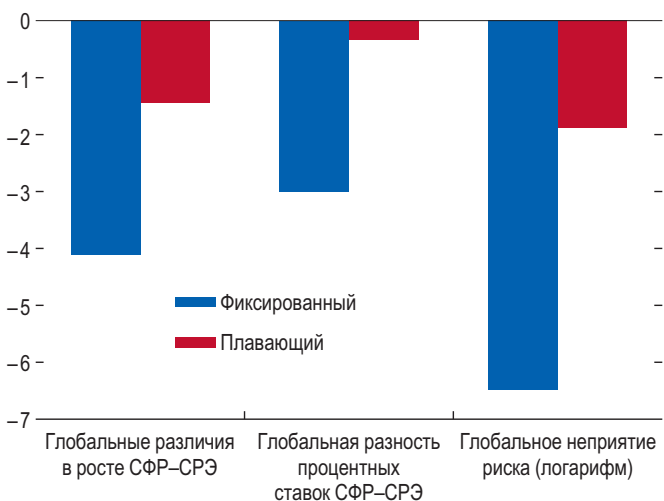 0
–1
–2
–3
–4
–5
–6
–7
Фиксированный
Плавающий
Глобальные различия
в росте СФР–СРЭ
Глобальная разность
процентных
ставок СФР–СРЭ
Глобальное неприятие
риска (логарифм)